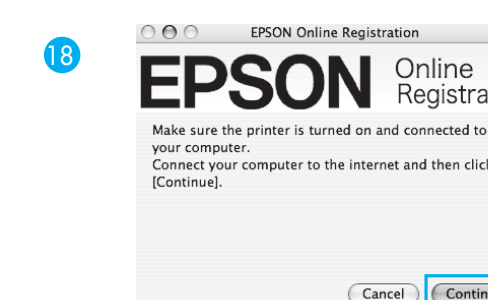 18
EPSON Online Registration
EPSON
Online
Registra
Make sure the printer is turned on and connected to
your computer.
Connect your computer to the internet and then clic
[Continue].
Cancel
Contin